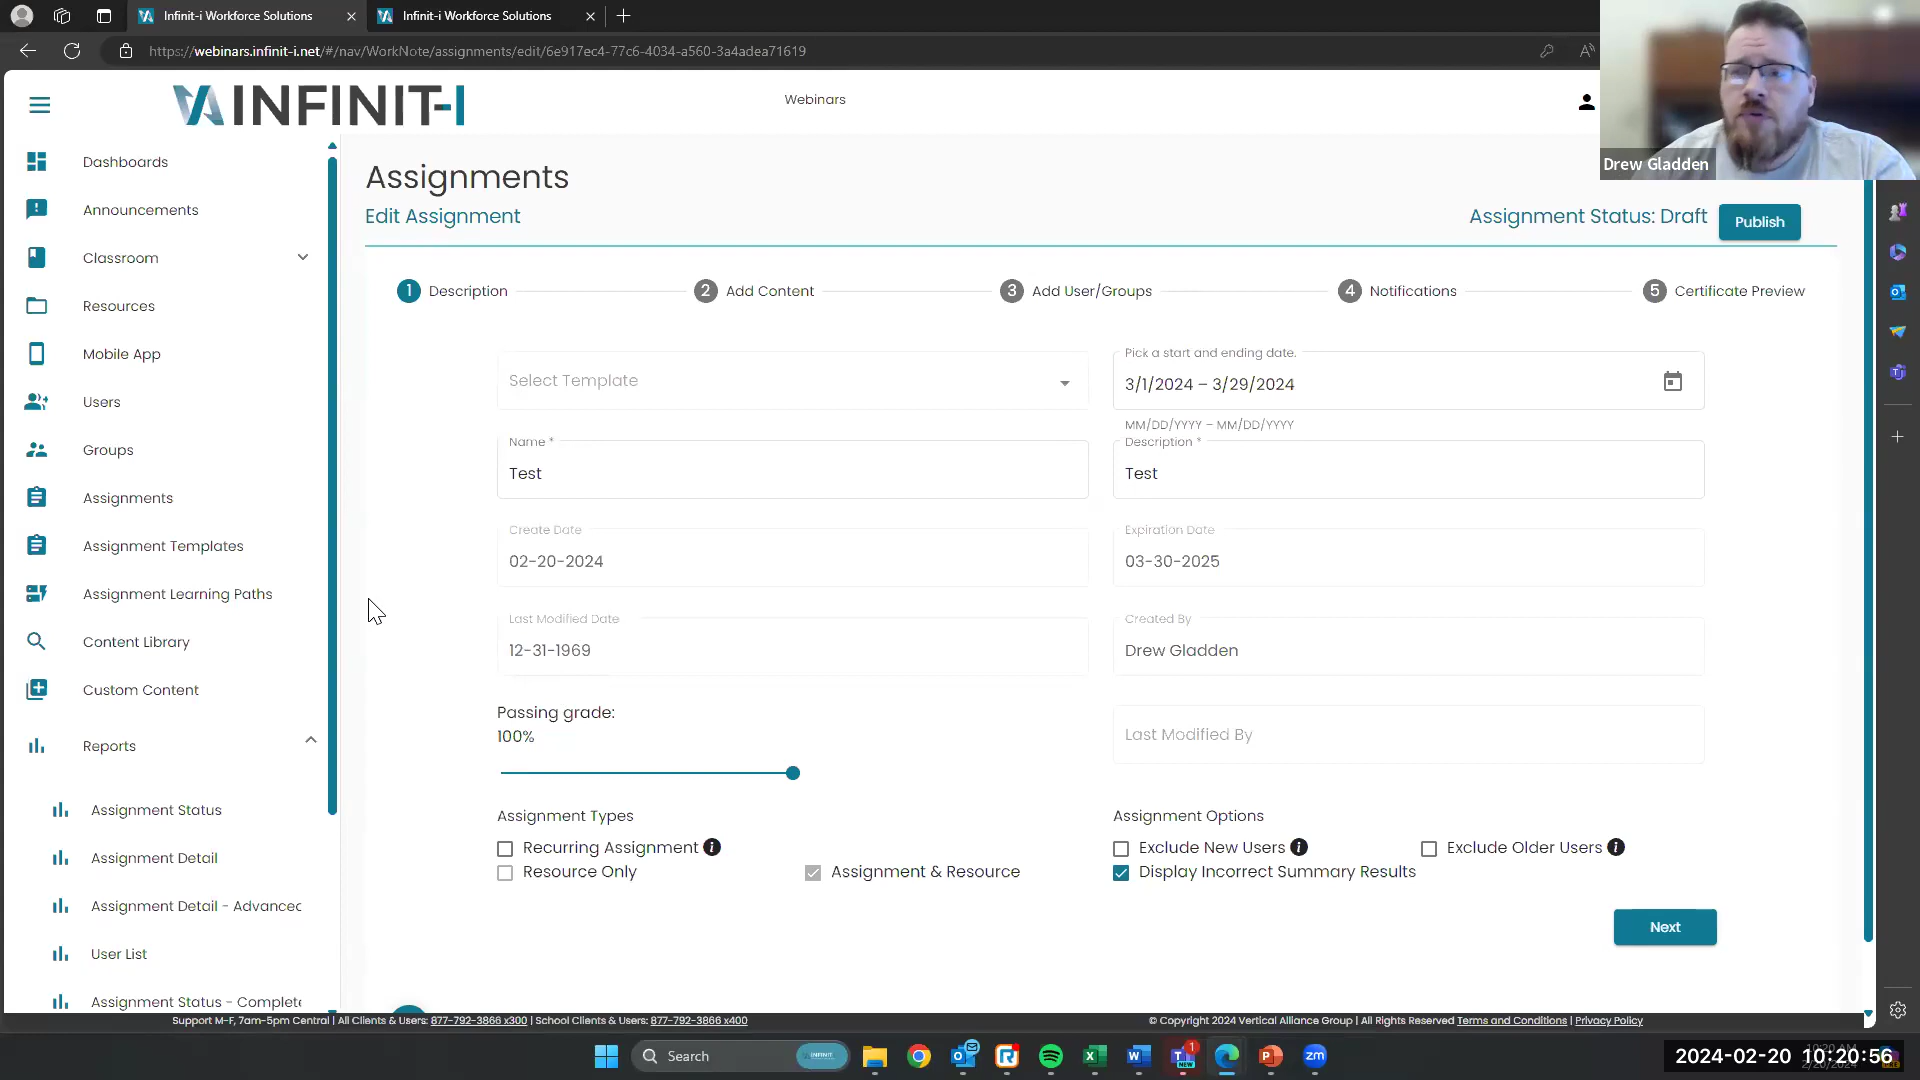 Infinit-i Workforce Solutions
Infinit-i Workforce Solutions
https://webinars.infinit-i.net/#/nav/WorkNote/assignments/edit/6e917ec4-77c6-4034-a560-3a4adea71619
INFINIT-I
Webinars
Drew Gladden
Dashboards
Announcements
Classroom
Resources
Mobile App
Users
Groups
Assignments
Assignment Templates
Assignment Learning Paths
Content Library
Custom Content
Reports
Assignment Status
Assignment Detail
Assignment Detail - Advanced
User List
Assignment Status - Complete
Assignments
Edit Assignment
Assignment Status: Draft
Publish
1 Description
2 Add Content
3 Add User/Groups
4 Notifications
5 Certificate Preview
Select Template
Pick a start and ending date.
3/1/2024 – 3/29/2024
MM/DD/YYYY – MM/DD/YYYY
Name *
Test
Description *
Test
Create Date
02-20-2024
Expiration Date
03-30-2025
Last Modified Date
12-31-1969
Created By
Drew Gladden
Passing grade:
100%
Last Modified By
Assignment Types
Recurring Assignment
Resource Only
Assignment & Resource
Assignment Options
Exclude New Users
Exclude Older Users
Display Incorrect Summary Results
Next
Support M-F, 7am-5pm Central | All Clients & Users: 877-792-3866 x300 | School Clients & Users: 877-792-3866 x400
© Copyright 2024 Vertical Alliance Group | All Rights Reserved Terms and Conditions | Privacy Policy
Search
2024-02-20 10:20:56